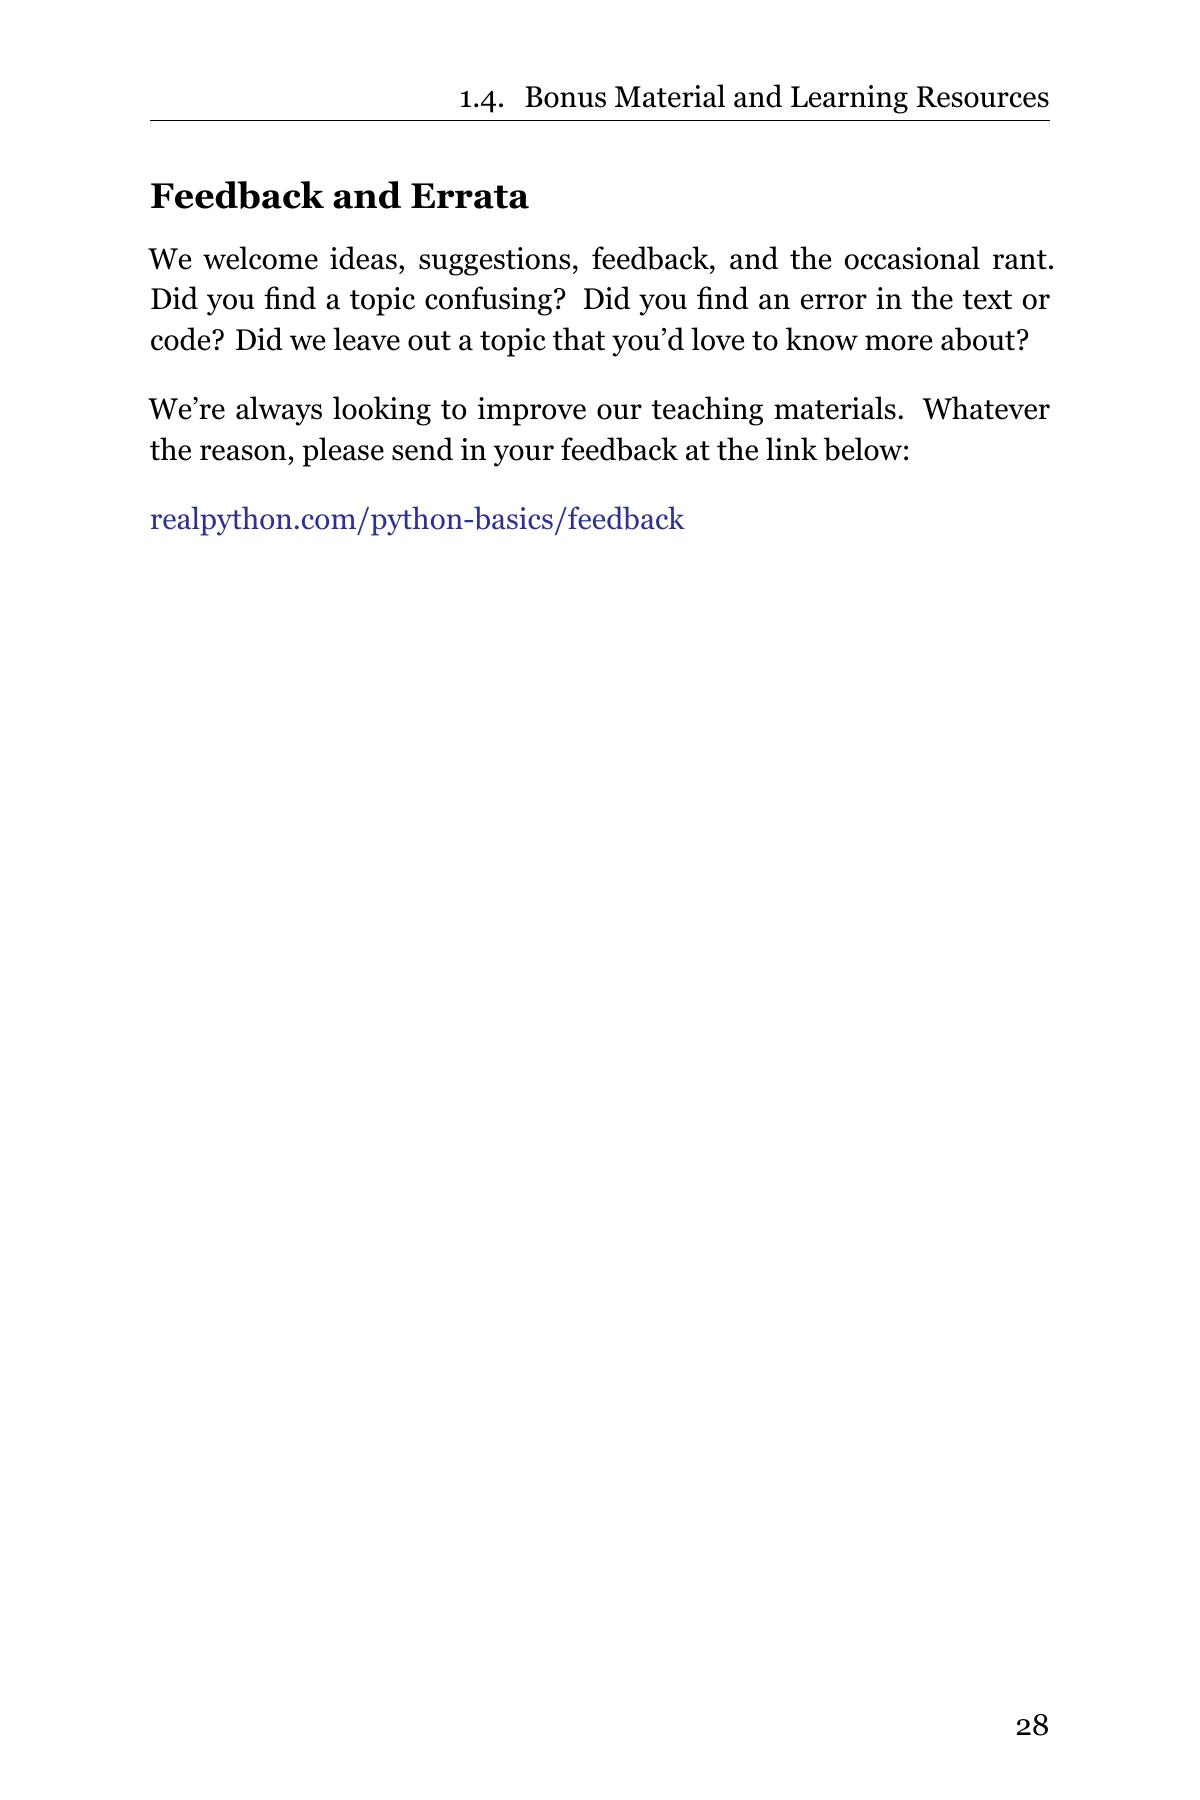 1.4. Bonus Material and Learning Resources
Feedback and Errata
We welcome ideas, suggestions, feedback, and the occasional rant.
Did you find a topic confusing? Did you find an error in the text or
code? Did we leave out a topic that you’d love to know more about?
We’re always looking to improve our teaching materials. Whatever
the reason, please send in your feedback at the link below:
realpython.com/python-basics/feedback
28